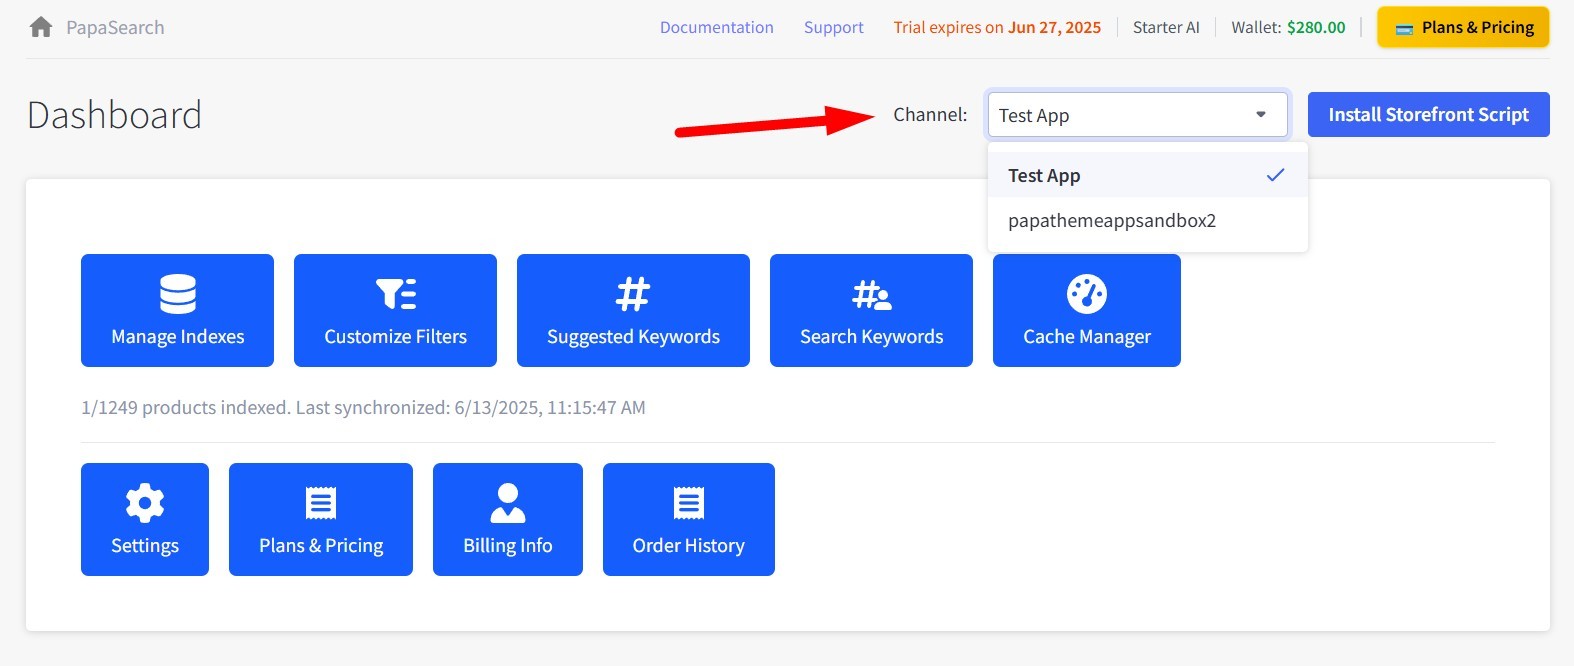 PapaSearch Documentation Support Trial expires on Jun 27, 2025 Starter AI Wallet: $280.00 Plans & Pricing
Dashboard Channel: Test App Install Storefront Script
Test App
papathemeappsandbox2
Manage Indexes Customize Filters Suggested Keywords Search Keywords Cache Manager
1/1249 products indexed. Last synchronized: 6/13/2025, 11:15:47 AM
Settings Plans & Pricing Billing Info Order History